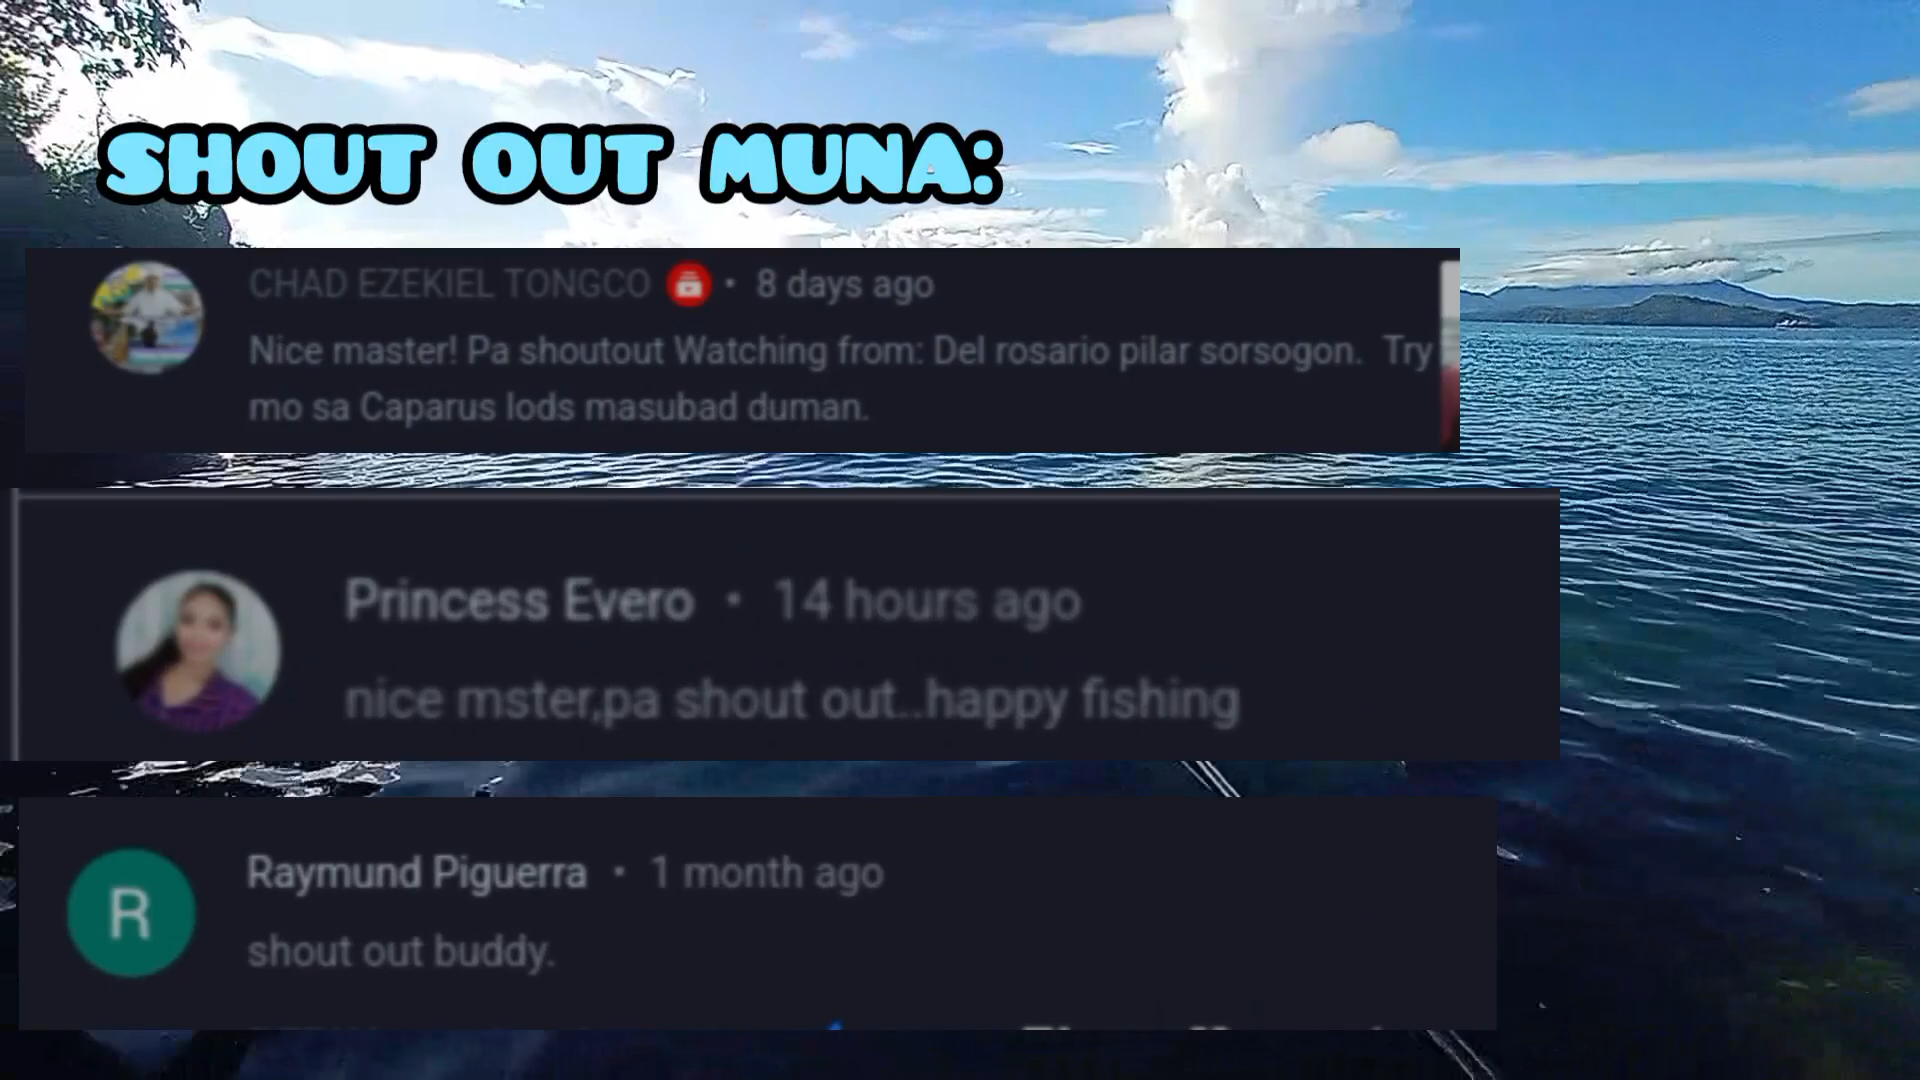 SHOUT OUT MUNA:
CHAD EZEKIEL TONGCO • 8 days ago
Nice master! Pa shoutout Watching from: Del rosario pilar sorsogon. Try
mo sa Caparus lods masubad duman.
Princess Evero • 14 hours ago
nice mster,pa shout out..happy fishing
R
Raymund Piguerra • 1 month ago
shout out buddy.